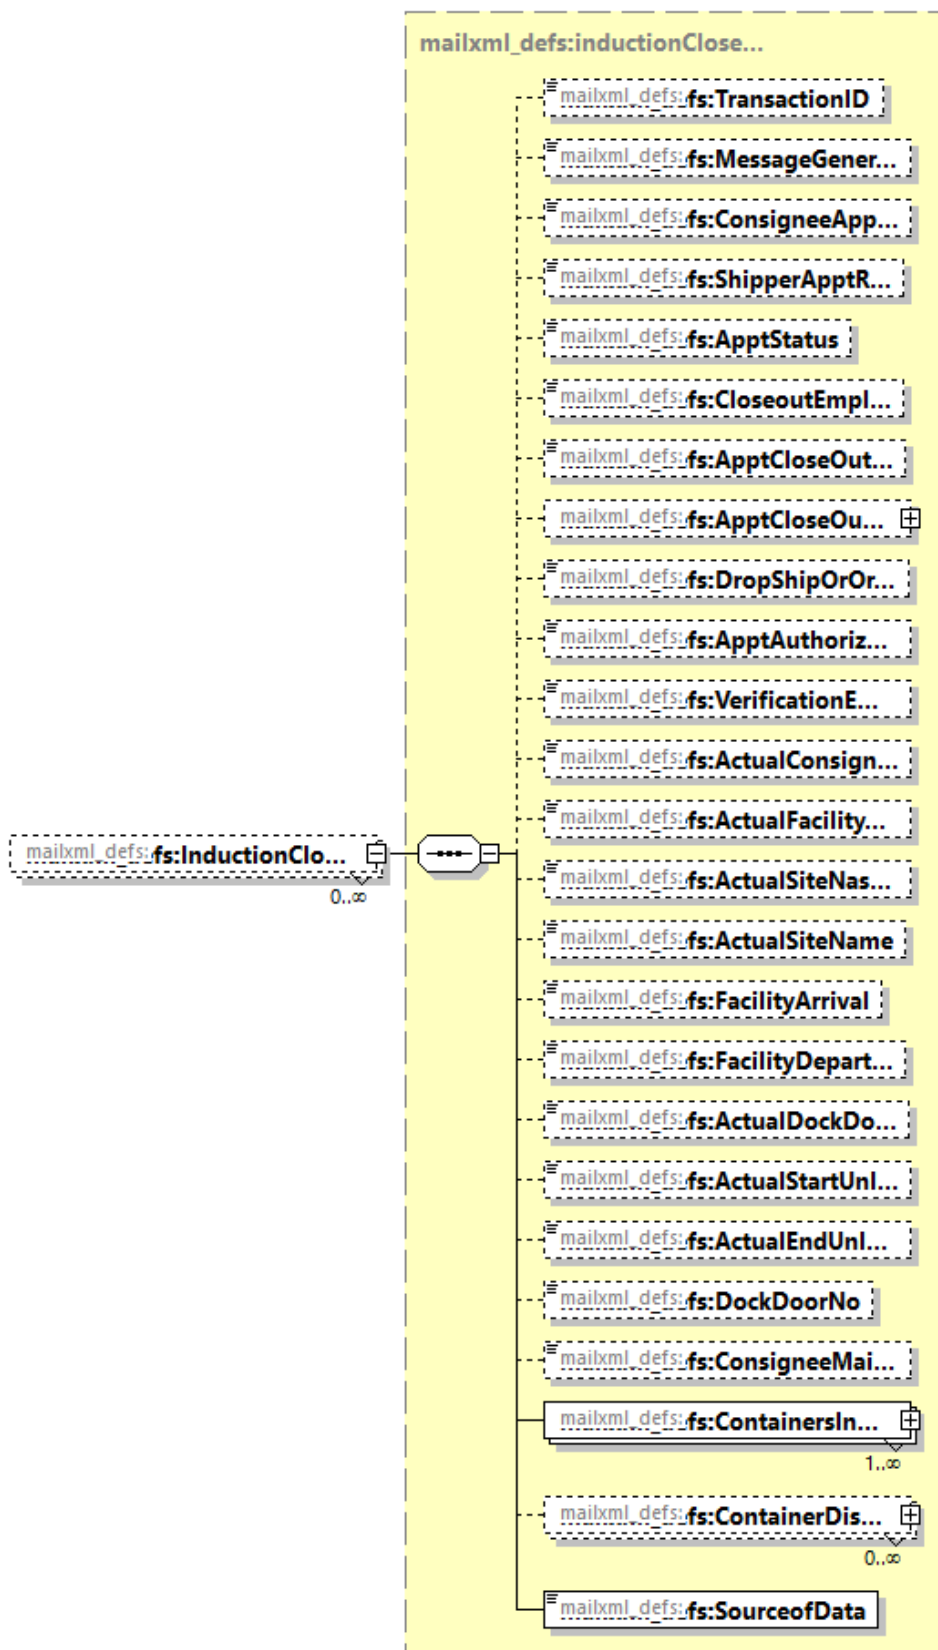 mailxml_defs:inductionClose...
mailxml_defs:fs:TransactionID
mailxml_defs:fs:MessageGener...
mailxml_defs:fs:ConsigneeApp...
mailxml_defs:fs:ShipperApptR...
mailxml_defs:fs:ApptStatus
mailxml_defs:fs:CloseoutEmpl...
mailxml_defs:fs:ApptCloseOut...
mailxml_defs:fs:ApptCloseOu...
mailxml_defs:fs:DropShipOrOr...
mailxml_defs:fs:ApptAuthoriz...
mailxml_defs:fs:VerificationE...
mailxml_defs:fs:ActualConsign...
mailxml_defs:fs:ActualFacility...
mailxml_defs:fs:InductionClo...
0..∞
mailxml_defs:fs:ActualSiteNas...
mailxml_defs:fs:ActualSiteName
mailxml_defs:fs:FacilityArrival
mailxml_defs:fs:FacilityDepart...
mailxml_defs:fs:ActualDockDo...
mailxml_defs:fs:ActualStartUnl...
mailxml_defs:fs:ActualEndUnl...
mailxml_defs:fs:DockDoorNo
mailxml_defs:fs:ConsigneeMai...
mailxml_defs:fs:ContainersIn...
1..∞
mailxml_defs:fs:ContainerDis...
0..∞
mailxml_defs:fs:SourceofData